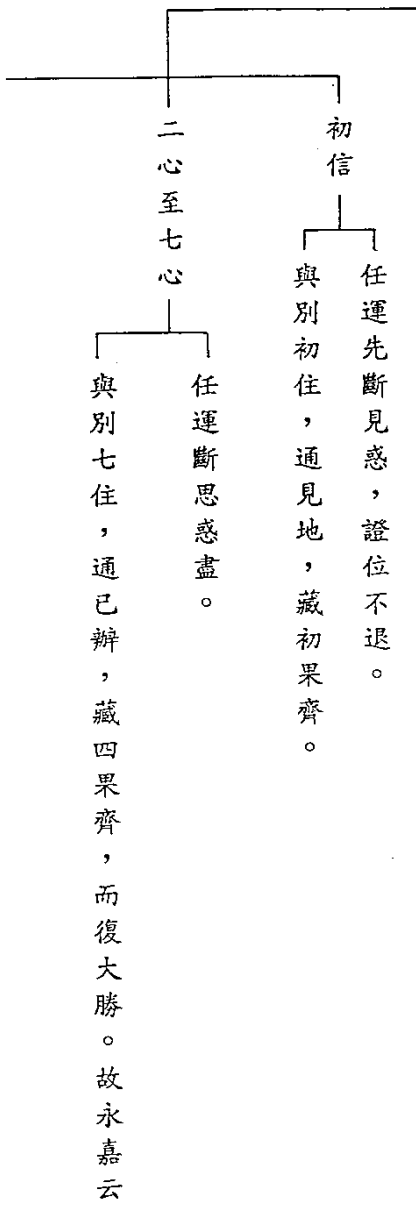 初信
任運先斷見惑，證位不退。
與別初住，通見地，藏初果齊。
二心至七心
任運斷思惑盡。
與別七住，通已辦，藏四果齊，而復大勝。故永嘉云